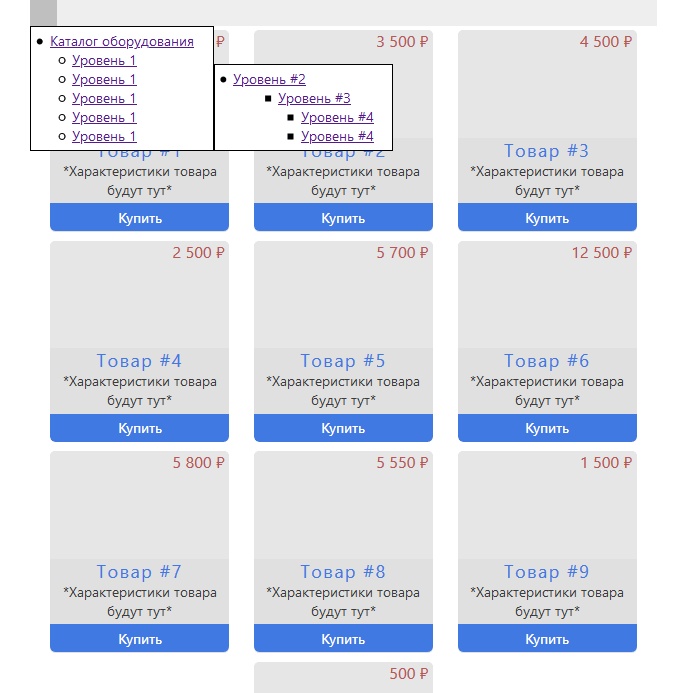 Каталог оборудования
Уровень 1
Уровень 1
Уровень 1
Уровень 1
Уровень 1
Уровень #2
Уровень #3
Уровень #4
Уровень #4
₽
3 500 ₽
4 500 ₽
Товар #1
*Характеристики товара
будут тут*
Купить
Товар #2
*Характеристики товара
будут тут*
Купить
Товар #3
*Характеристики товара
будут тут*
Купить
2 500 ₽
Товар #4
*Характеристики товара
будут тут*
Купить
5 700 ₽
Товар #5
*Характеристики товара
будут тут*
Купить
12 500 ₽
Товар #6
*Характеристики товара
будут тут*
Купить
5 800 ₽
Товар #7
*Характеристики товара
будут тут*
Купить
5 550 ₽
Товар #8
*Характеристики товара
будут тут*
Купить
1 500 ₽
Товар #9
*Характеристики товара
будут тут*
Купить
500 ₽